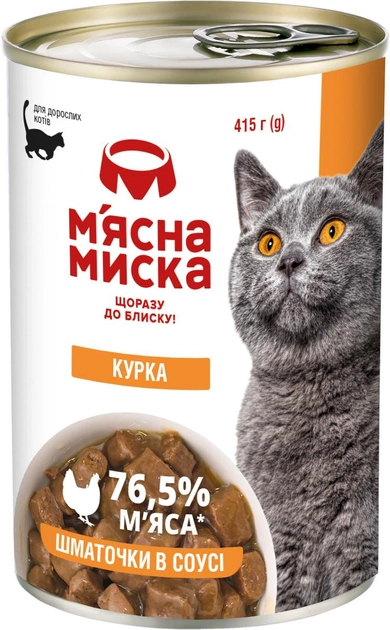 для дорослих
котів
415 г (g)
М'ЯСНА
МИСКА
ЩОРАЗУ
ДО БЛИСКУ!
КУРКА
76,5%
М'ЯСА*
ШМАТОЧКИ В СОУСІ